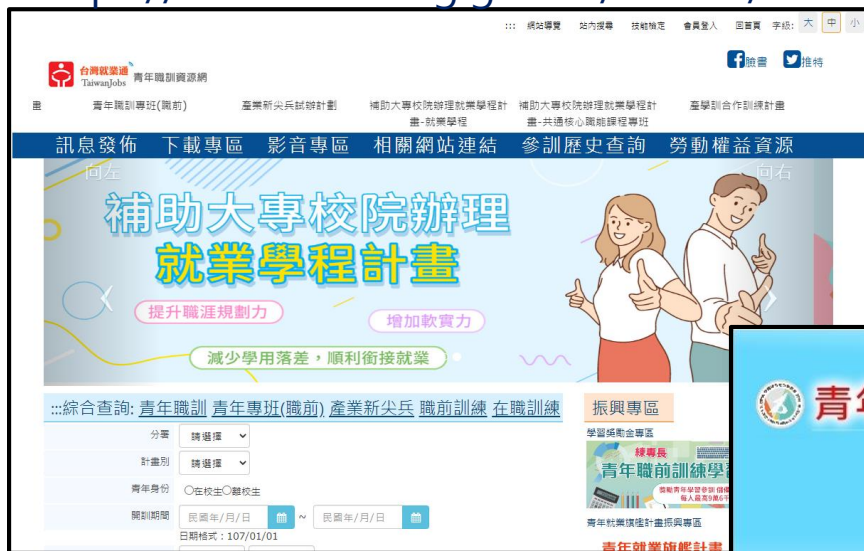 ::: 網站導覽 站內搜尋 技能檢定 會員登入 回首頁 字級: 大 中 小
臉書 推特
台灣就業通 青年職訓資源網
TaiwanJobs
畫 青年職訓專班(職前) 產業新尖兵試辦計劃 補助大專校院辦理就業學程計畫-就業學程 補助大專校院辦理就業學程計畫-共通核心職能課程專班 產學訓合作訓練計畫
訊息發佈 下載專區 影音專區 相關網站連結 參訓歷史查詢 勞動權益資源
向左 向右
補助大專校院辦理
就業學程計畫
提升職涯規劃力
增加軟實力
減少學用落差,順利銜接就業
:::綜合查詢: 青年職訓 青年專班(職前) 產業新尖兵 職前訓練 在職訓練
振興專區
分署 請選擇
學習獎勵金專區
計畫別 請選擇
練專長
青年職前訓練學
青年身份 ○在校生○離校生
每人最高9萬6千
開訓期間 民國年/月/日 ~ 民國年/月/日
日期格式:107/01/01
青年就業旗艦計畫振興專區
青年就業旗艦計畫
青年